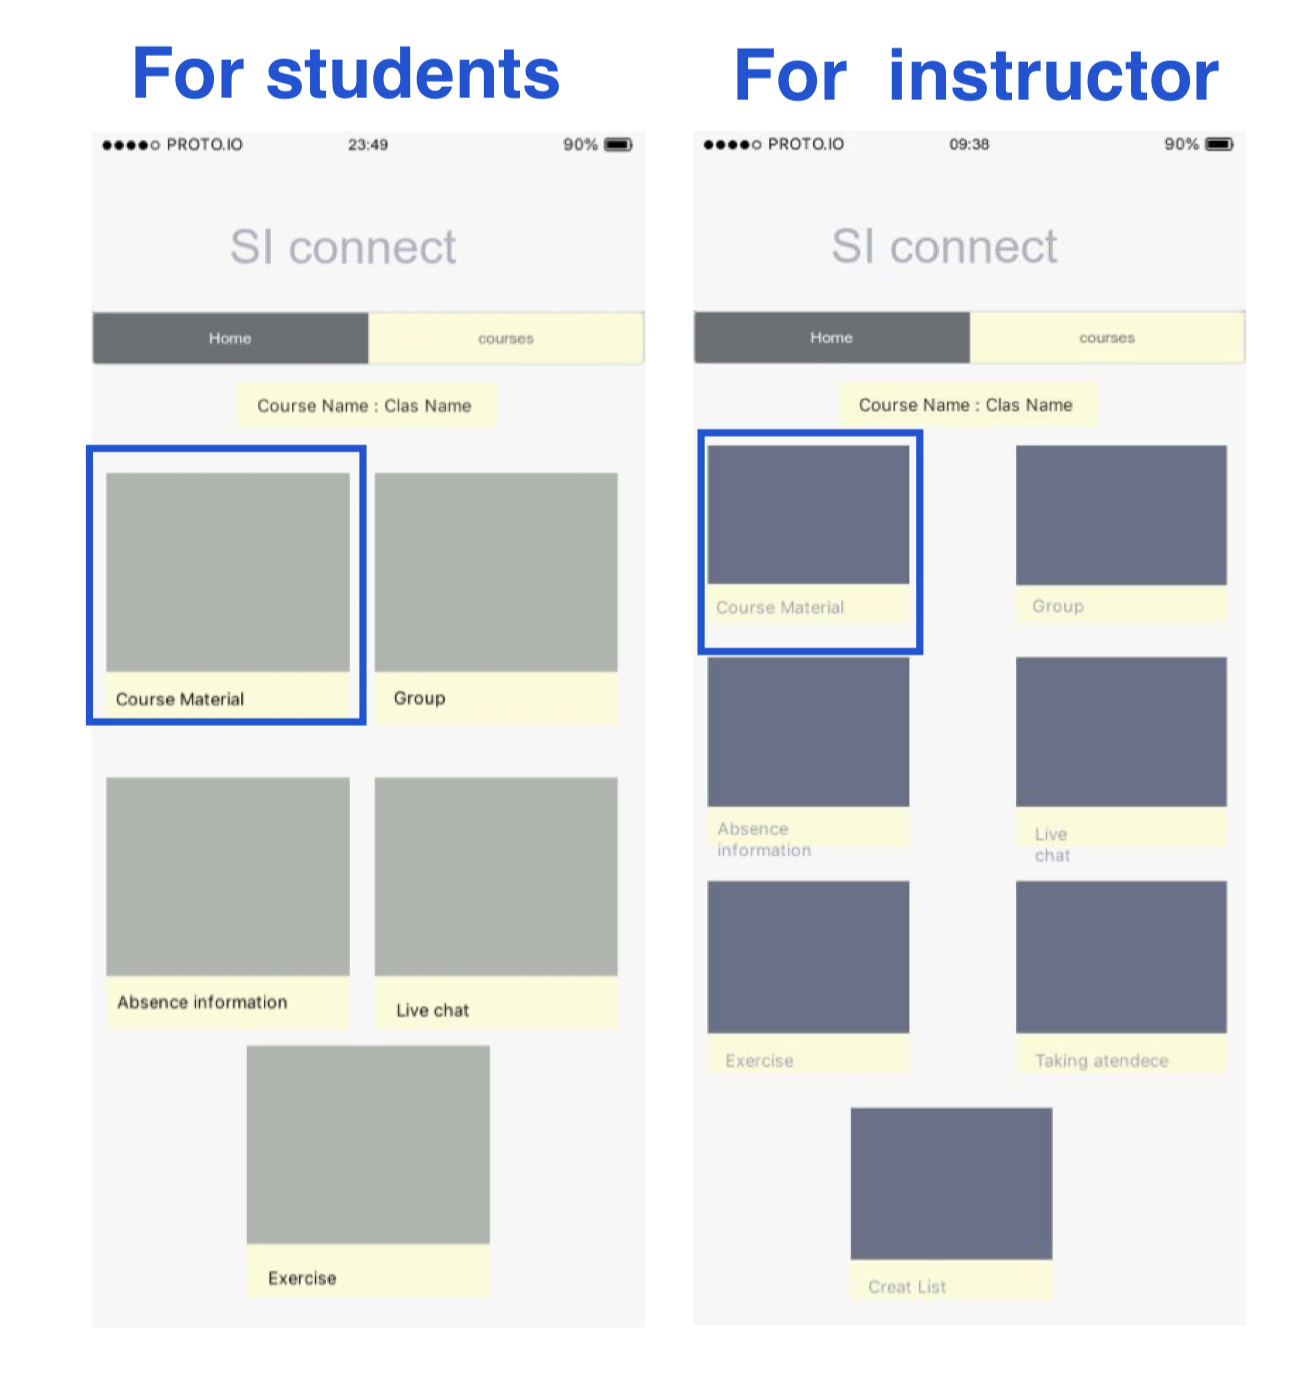 For students
For instructor
●●●●○ PROTO.IO 23:49 90%
SI connect
Home courses
Course Name : Clas Name
Course Material Group
Absence information Live chat
Exercise
●●●●○ PROTO.IO 09:38 90%
SI connect
Home courses
Course Name : Clas Name
Course Material Group
Absence
information
Live
chat
Exercise Taking atendece
Creat List